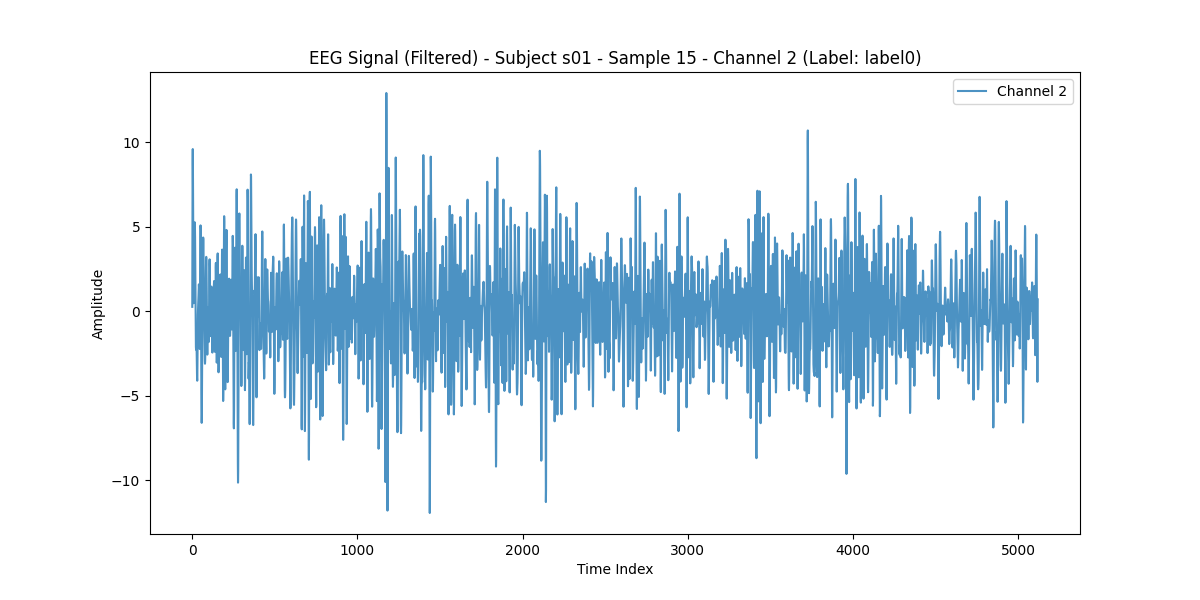 EEG Signal (Filtered) - Subject s01 - Sample 15 - Channel 2 (Label: label0)
Channel 2
10
5
0
−5
−10
Amplitude
0 1000 2000 3000 4000 5000
Time Index